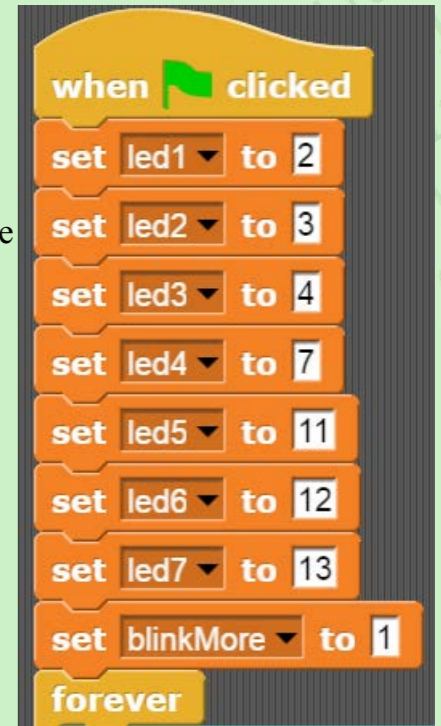 when clicked
set led1 to 2
e
set led2 to 3
set led3 to 4
set led4 to 7
set led5 to 11
set led6 to 12
set led7 to 13
set blinkMore to 1
forever